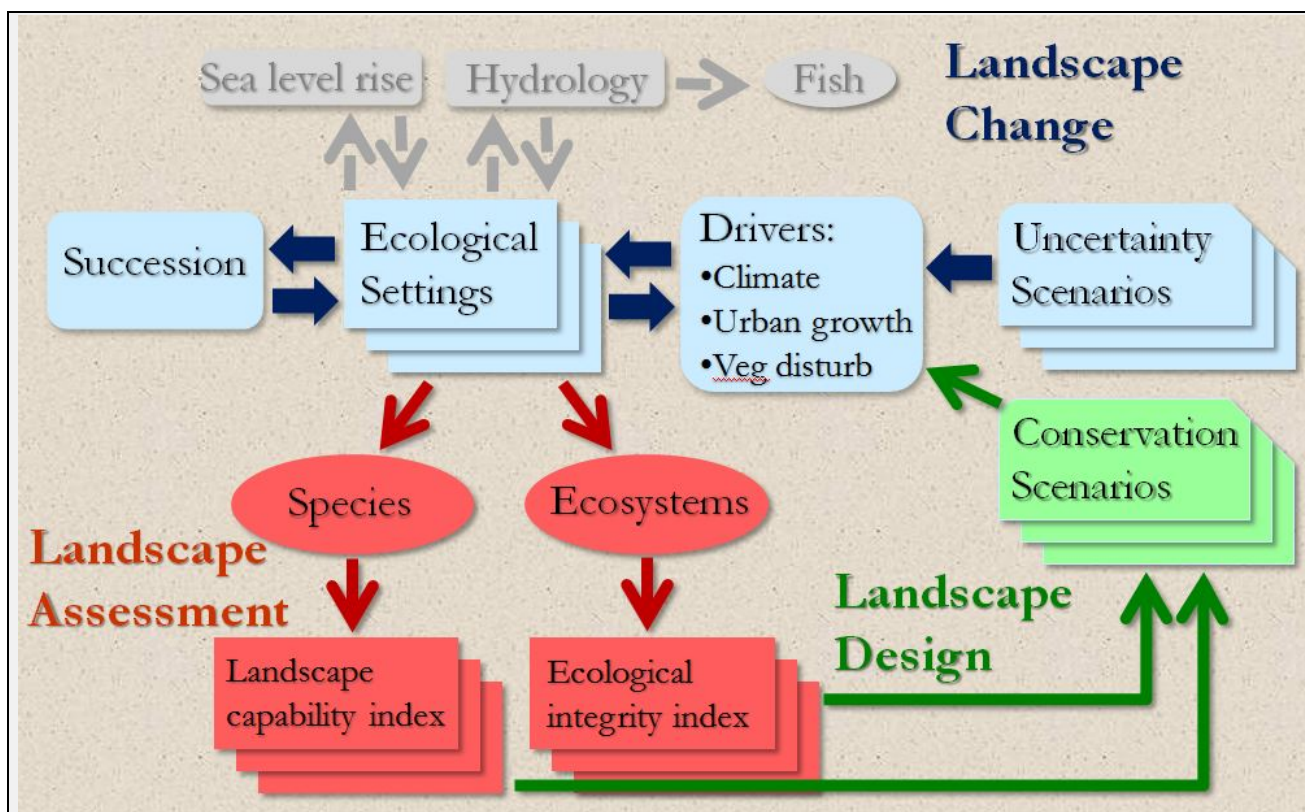 Sea level rise
Hydrology
Fish
Landscape
Change
Succession
Ecological
Settings
Drivers:
•Climate
•Urban growth
•Veg disturb
Uncertainty
Scenarios
Conservation
Scenarios
Species
Ecosystems
Landscape
Assessment
Landscape
Design
Landscape
capability index
Ecological
integrity index